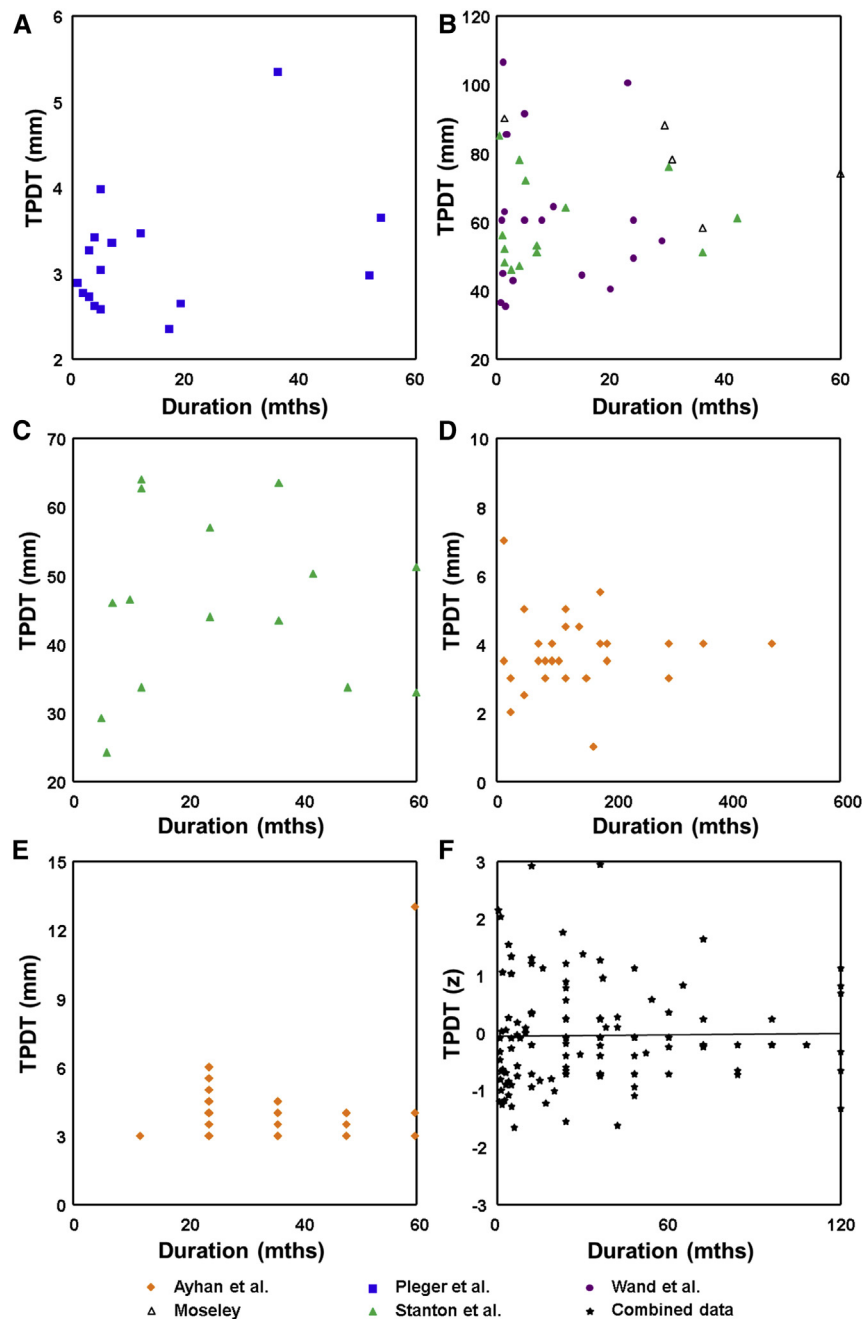 A
6
5
4
3
2
TPDT (mm)
0 20 40 60
Duration (mths)
B
120
100
80
60
40
20
TPDT (mm)
0 20 40 60
Duration (mths)
C
70
60
50
40
30
20
TPDT (mm)
0 20 40 60
Duration (mths)
D
10
8
6
4
2
0
TPDT (mm)
0 200 400 600
Duration (mths)
E
15
12
9
6
3
0
TPDT (mm)
0 20 40 60
Duration (mths)
F
3
2
1
0
-1
-2
-3
TPDT (z)
0 60 120
Duration (mths)
Ayhan et al. Pleger et al. Wand et al.
Moseley Stanton et al. Combined data